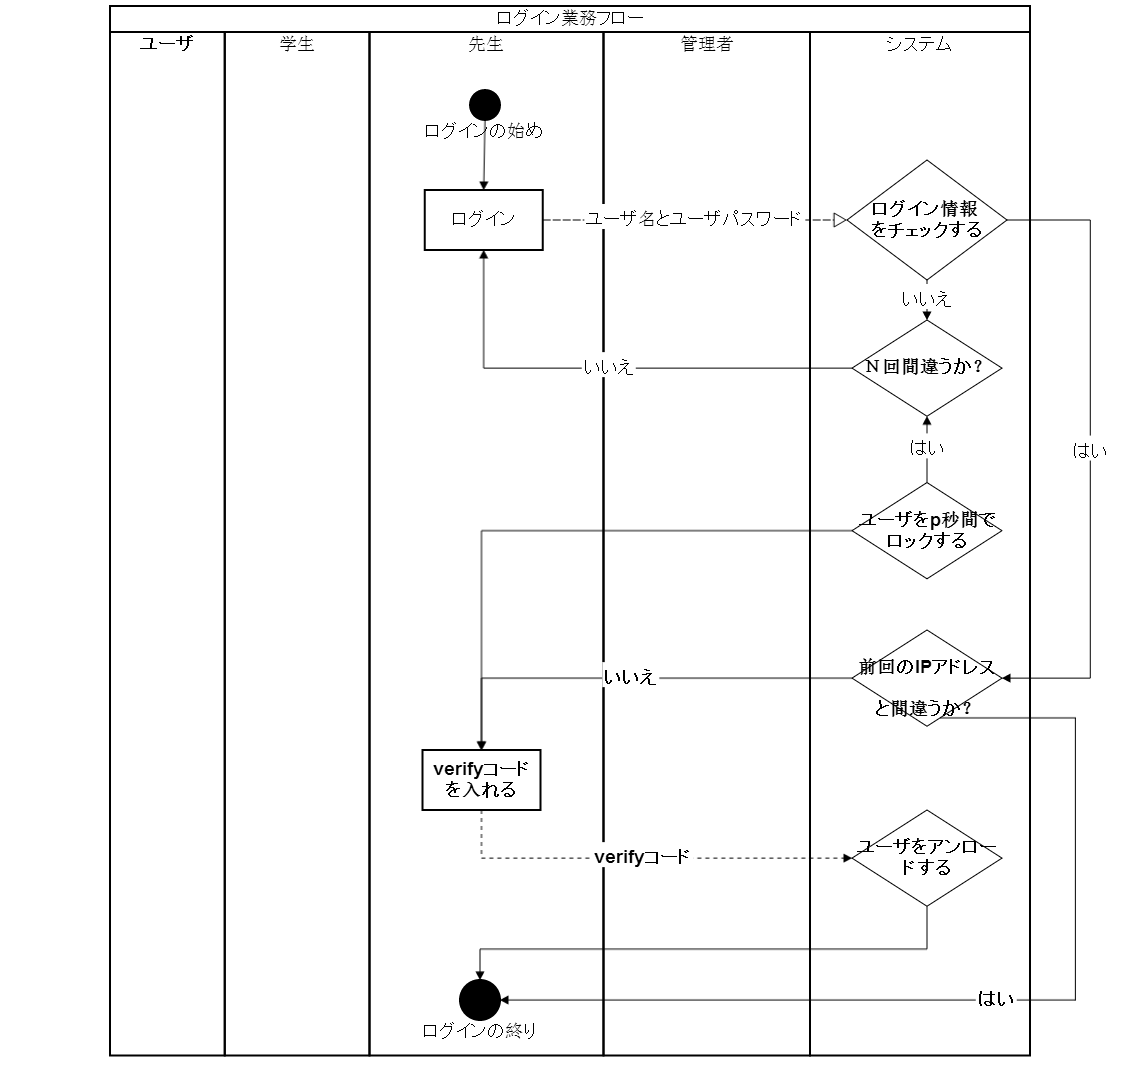 ログイン業務フロー
ユーザ
学生
先生
管理者
システム
ログインの始め
ログイン
ユーザ名とユーザパスワード
ログイン情報
をチェックする
いいえ
N回間違うか?
いいえ
はい
はい
ユーザをp秒間で
ロックする
前回のIPアドレス
と間違うか?
いいえ
verifyコード
を入れる
verifyコード
ユーザをアンロー
ドする
はい
ログインの終り